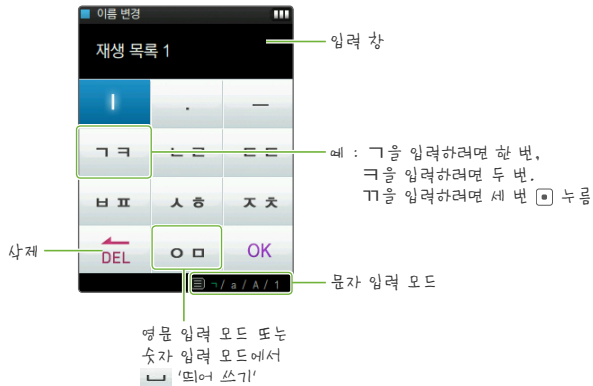 이름 변경
재생 목록 1
입력 창
ㅣ . ㅡ
ㄱ ㅋ ㄴ ㄹ ㄷ ㅌ
예 : ㄱ을 입력하려면 한 번,
ㅋ을 입력하려면 두 번.
ㄲ을 입력하려면 세 번 누름
ㅂ ㅍ ㅅ ㅎ ㅈ ㅊ
삭제
DEL ㅇ ㅁ OK
ㄱ / a / A / 1
문자 입력 모드
영문 입력 모드 또는
숫자 입력 모드에서
'띄어 쓰기'